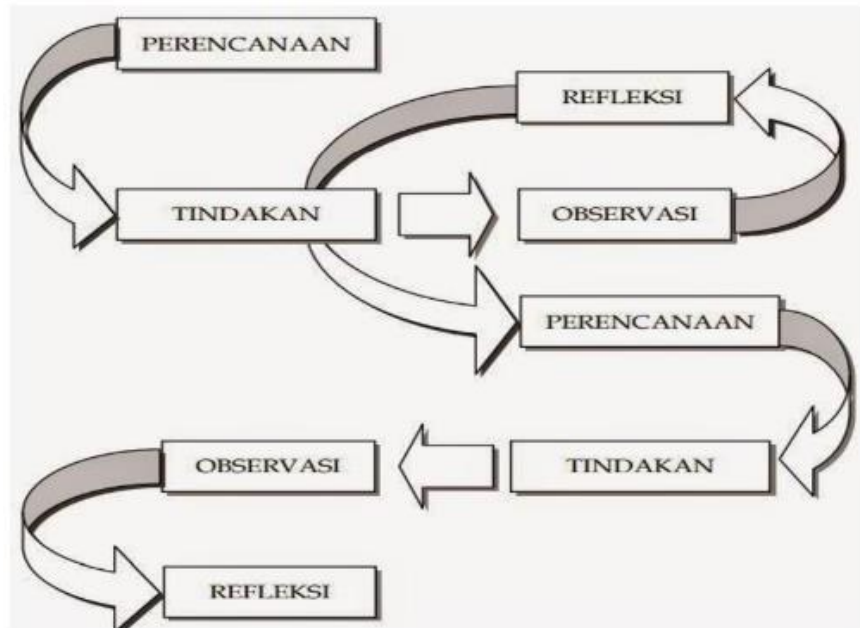 PERENCANAAN
REFLEKSI
TINDAKAN
OBSERVASI
PERENCANAAN
OBSERVASI
TINDAKAN
REFLEKSI